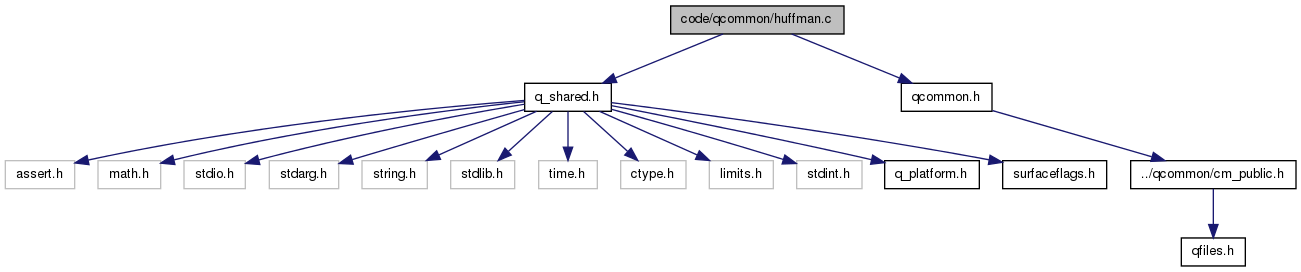 code/qcommon/huffman.c
q_shared.h
qcommon.h
assert.h
math.h
stdio.h
stdarg.h
string.h
stdlib.h
time.h
ctype.h
limits.h
stdint.h
q_platform.h
surfaceflags.h
../qcommon/cm_public.h
qfiles.h